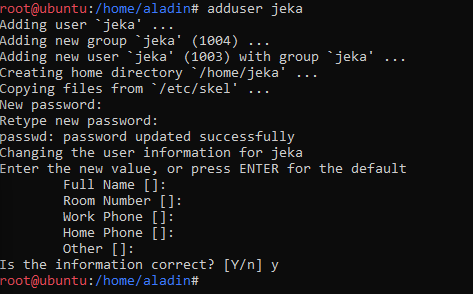 root@ubuntu:/home/aladin# adduser jeka
Adding user `jeka' ...
Adding new group `jeka' (1004) ...
Adding new user `jeka' (1003) with group `jeka' ...
Creating home directory `/home/jeka' ...
Copying files from `/etc/skel' ...
New password:
Retype new password:
passwd: password updated successfully
Changing the user information for jeka
Enter the new value, or press ENTER for the default
Full Name []:
Room Number []:
Work Phone []:
Home Phone []:
Other []:
Is the information correct? [Y/n] y
root@ubuntu:/home/aladin#